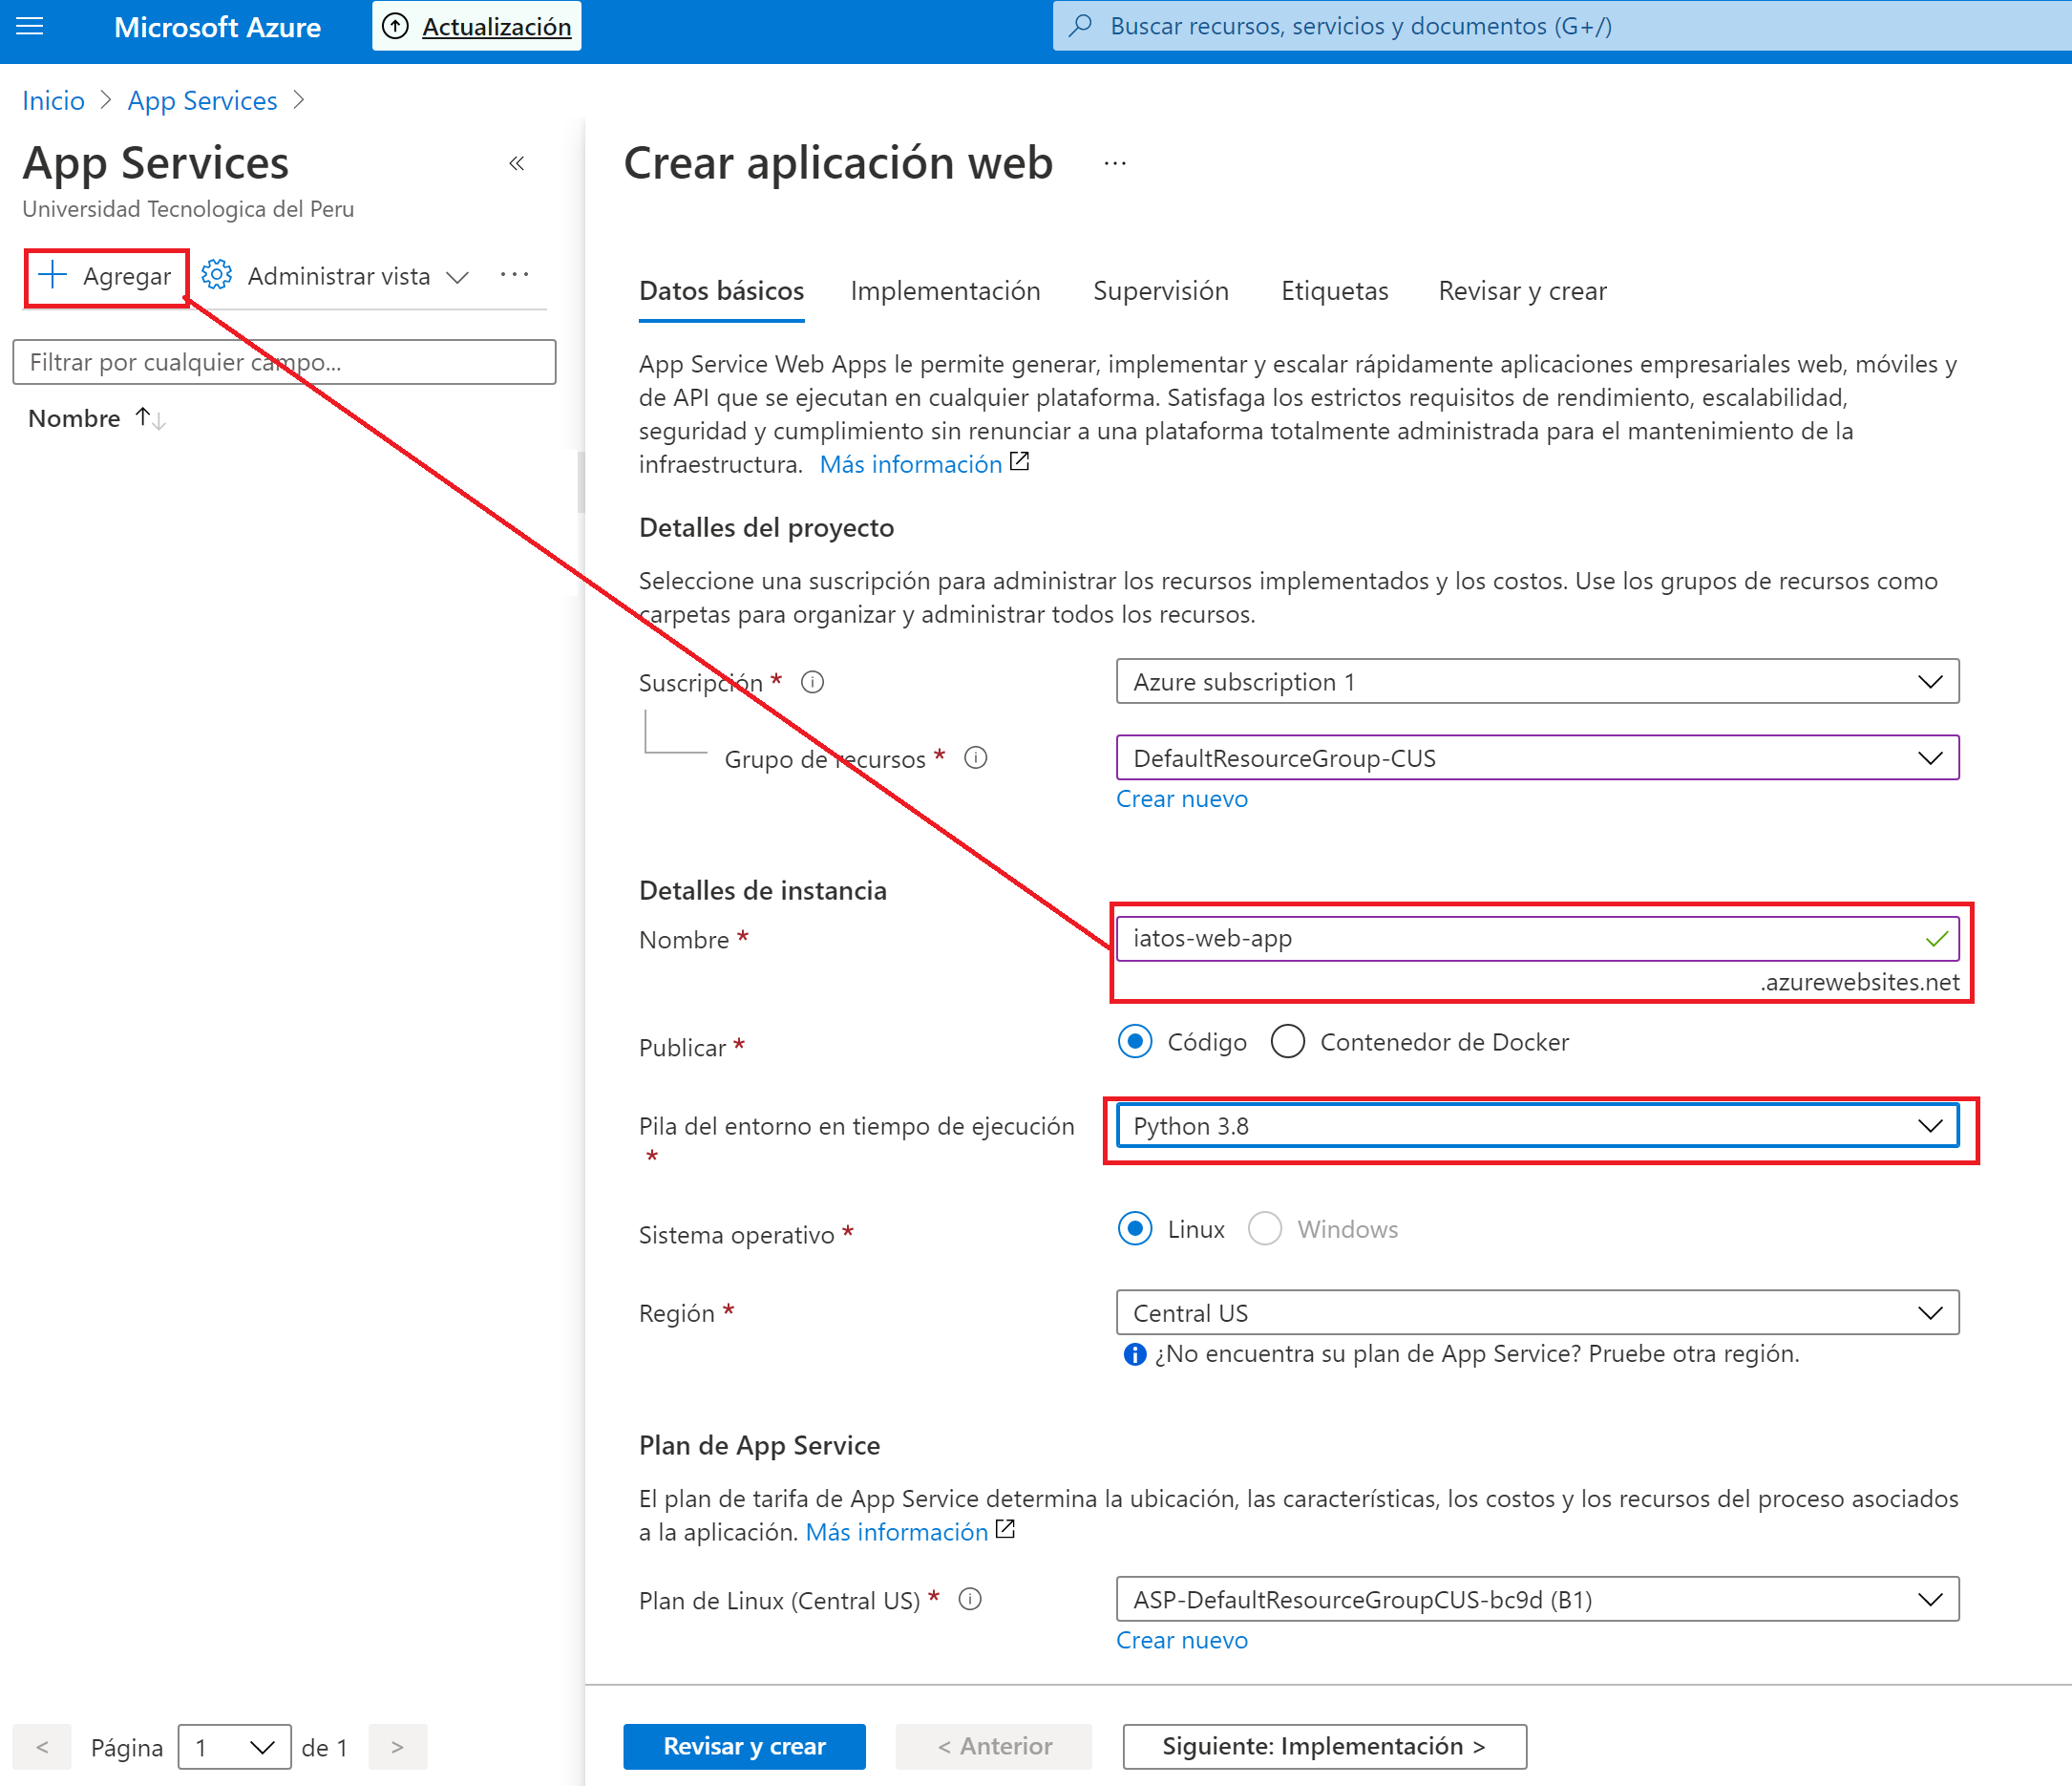 Microsoft Azure
Actualización
Buscar recursos, servicios y documentos (G+/)
Inicio > App Services >
App Services
«
Universidad Tecnologica del Peru
+ Agregar
Administrar vista
...
Filtrar por cualquier campo...
Nombre ↑↓
< Página 1 de 1 >
Crear aplicación web ...
Datos básicos
Implementación
Supervisión
Etiquetas
Revisar y crear
App Service Web Apps le permite generar, implementar y escalar rápidamente aplicaciones empresariales web, móviles y
de API que se ejecutan en cualquier plataforma. Satisfaga los estrictos requisitos de rendimiento, escalabilidad,
seguridad y cumplimiento sin renunciar a una plataforma totalmente administrada para el mantenimiento de la
infraestructura. Más información
Detalles del proyecto
Seleccione una suscripción para administrar los recursos implementados y los costos. Use los grupos de recursos como
carpetas para organizar y administrar todos los recursos.
Suscripción *
Azure subscription 1
Grupo de recursos *
DefaultResourceGroup-CUS
Crear nuevo
Detalles de instancia
Nombre *
iatos-web-app
.azurewebsites.net
Publicar *
Código
Contenedor de Docker
Pila del entorno en tiempo de ejecución
*
Python 3.8
Sistema operativo *
Linux
Windows
Región *
Central US
¿No encuentra su plan de App Service? Pruebe otra región.
Plan de App Service
El plan de tarifa de App Service determina la ubicación, las características, los costos y los recursos del proceso asociados
a la aplicación. Más información
Plan de Linux (Central US) *
ASP-DefaultResourceGroupCUS-bc9d (B1)
Crear nuevo
Revisar y crear
< Anterior
Siguiente: Implementación >